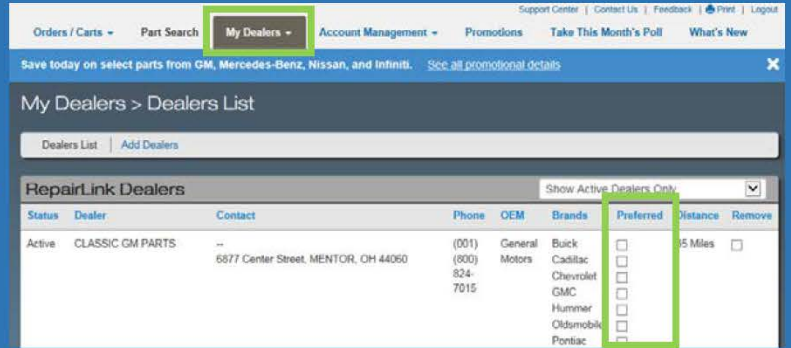 Support Center | Contact Us | Feedback | Print | Logout
Orders / Carts Part Search My Dealers Account Management Promotions Take This Month's Poll What's New
Save today on select parts from GM, Mercedes-Benz, Nissan, and Infiniti. See all promotional details X
My Dealers > Dealers List
Dealers List | Add Dealers
RepairLink Dealers Show Active Dealers Only
Status Dealer Contact Phone OEM Brands Preferred Distance Remove
Active CLASSIC GM PARTS -- (001) General Buick 35 Miles
6877 Center Street, MENTOR, OH 44060 (800) Motors Cadillac
824- Chevrolet
7015 GMC
Hummer
Oldsmobile
Pontiac